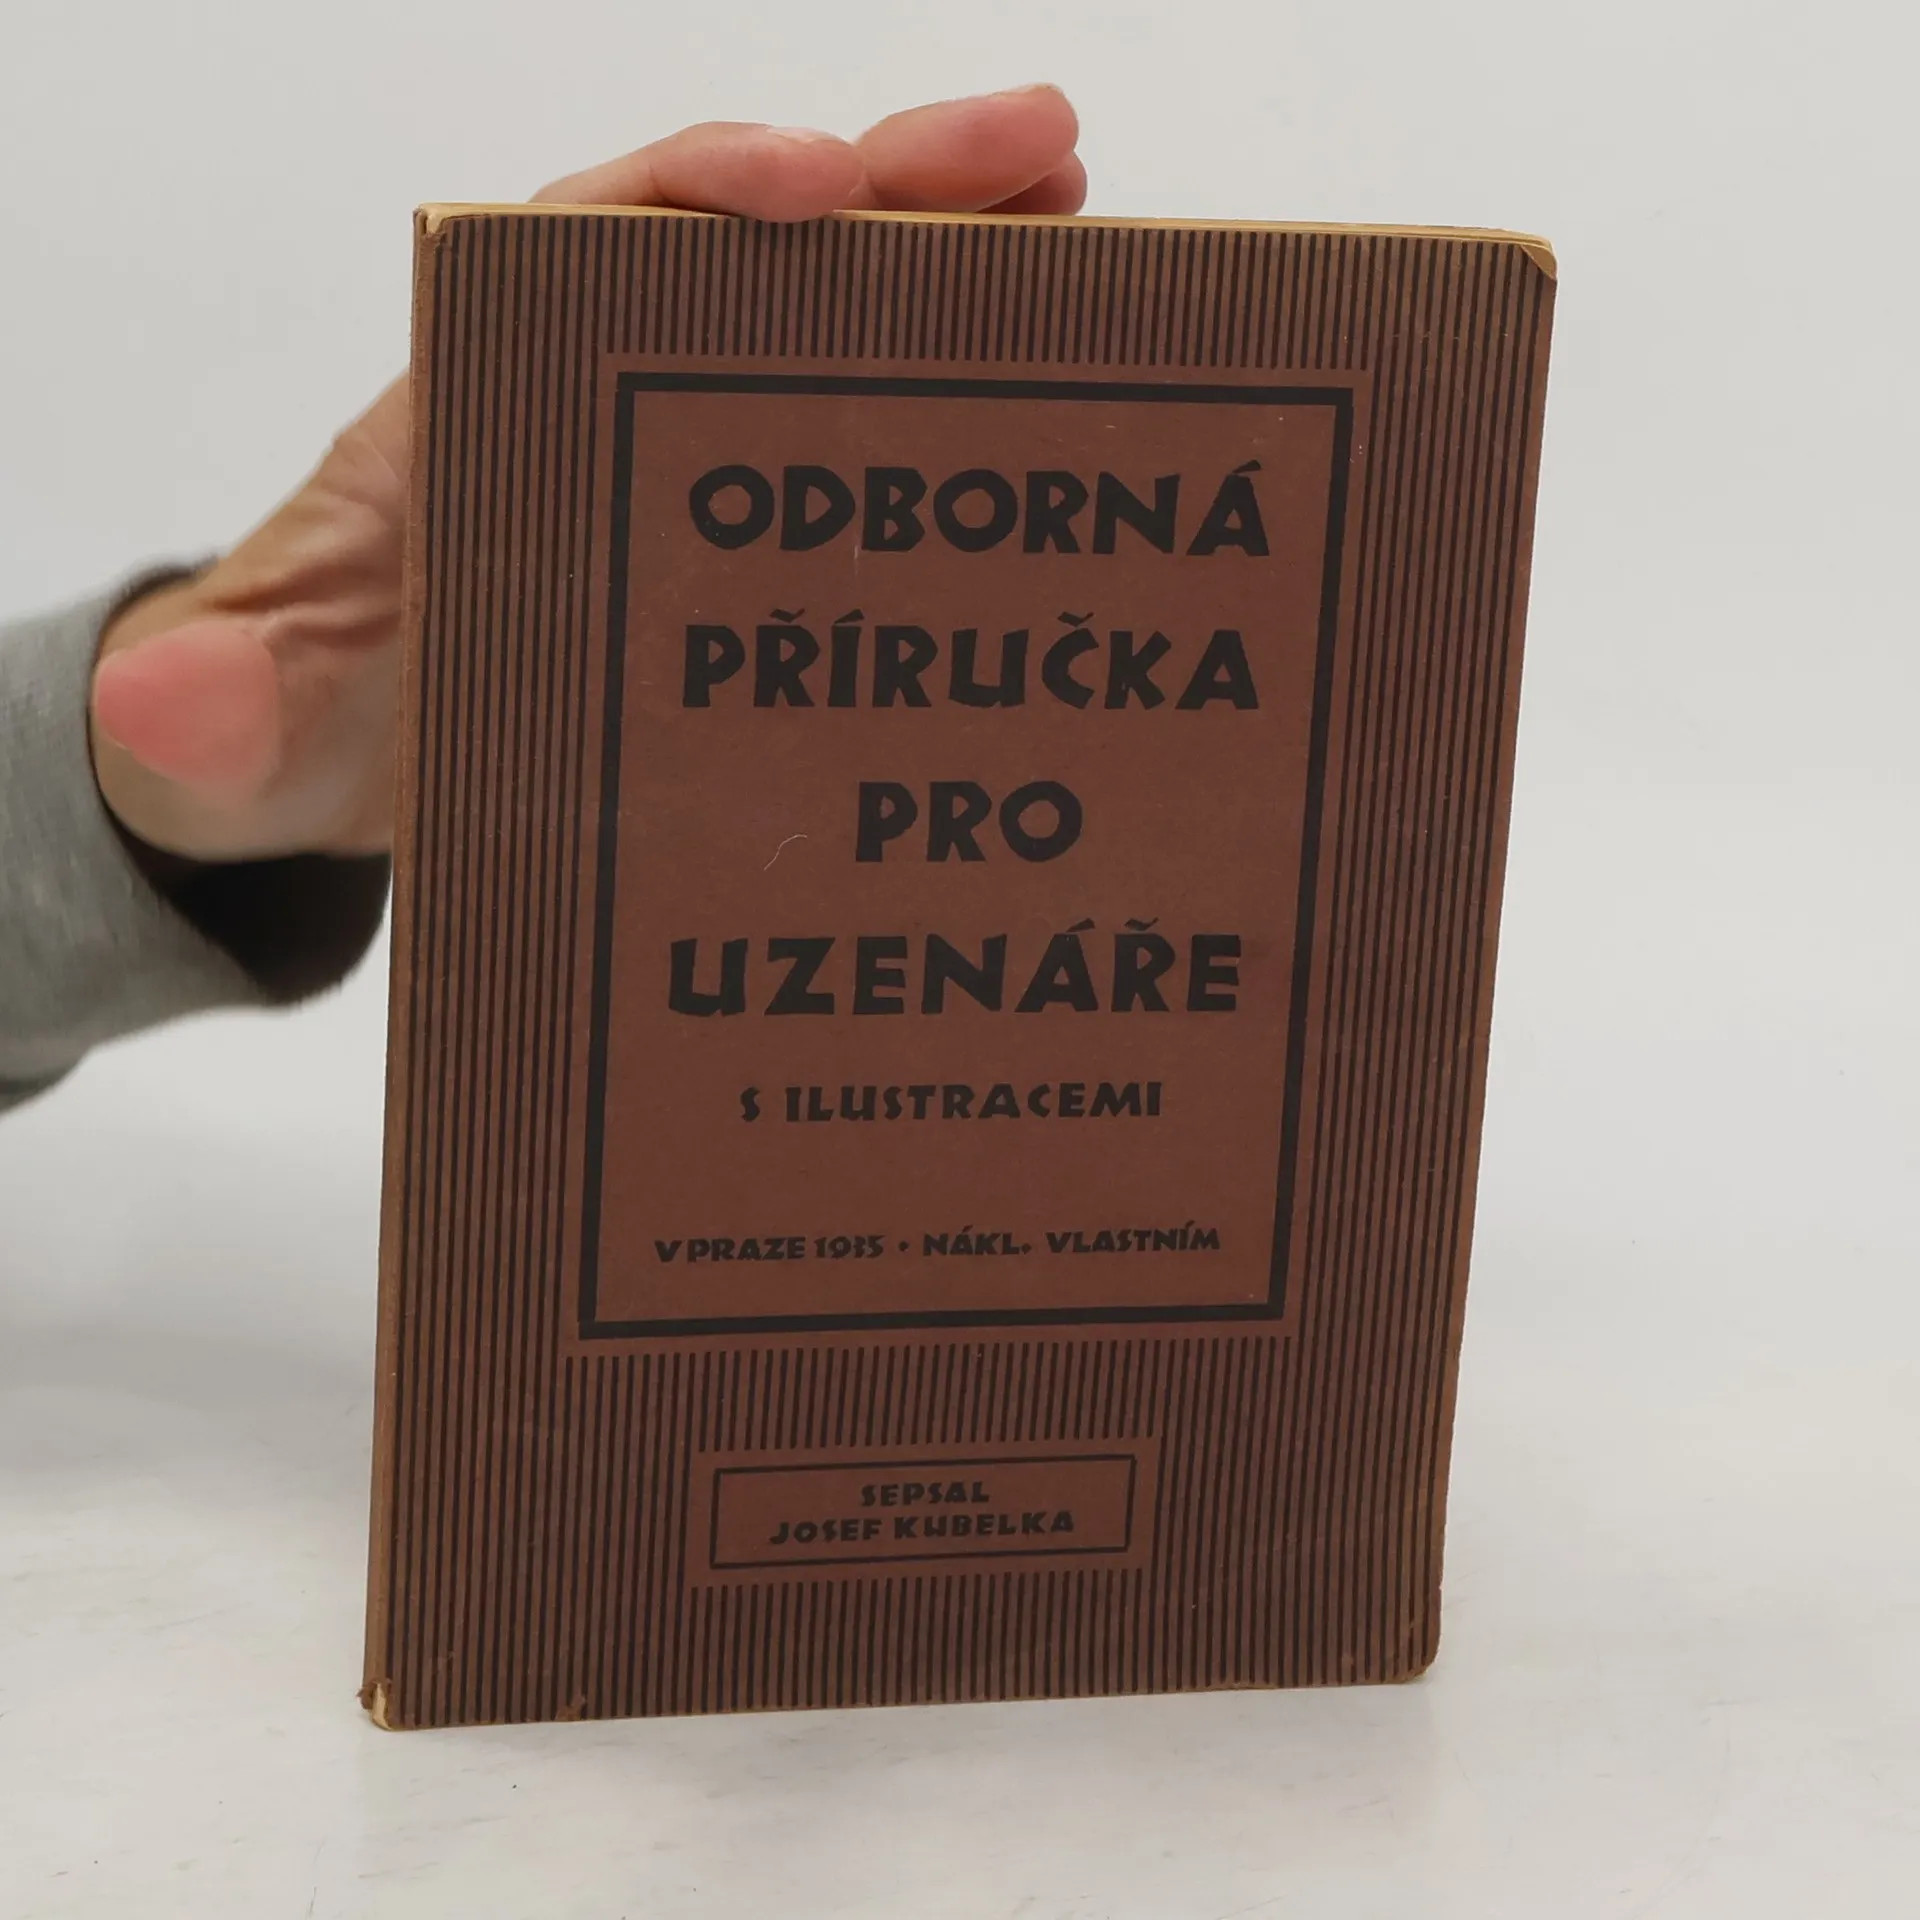 ODBORNÁ
PŘÍRUČKA
PRO
UZENÁŘE
S ILUSTRACEMI
V PRAZE 1935 • NÁKL. VLASTNÍM
SEPSAL
JOSEF KUBELKA